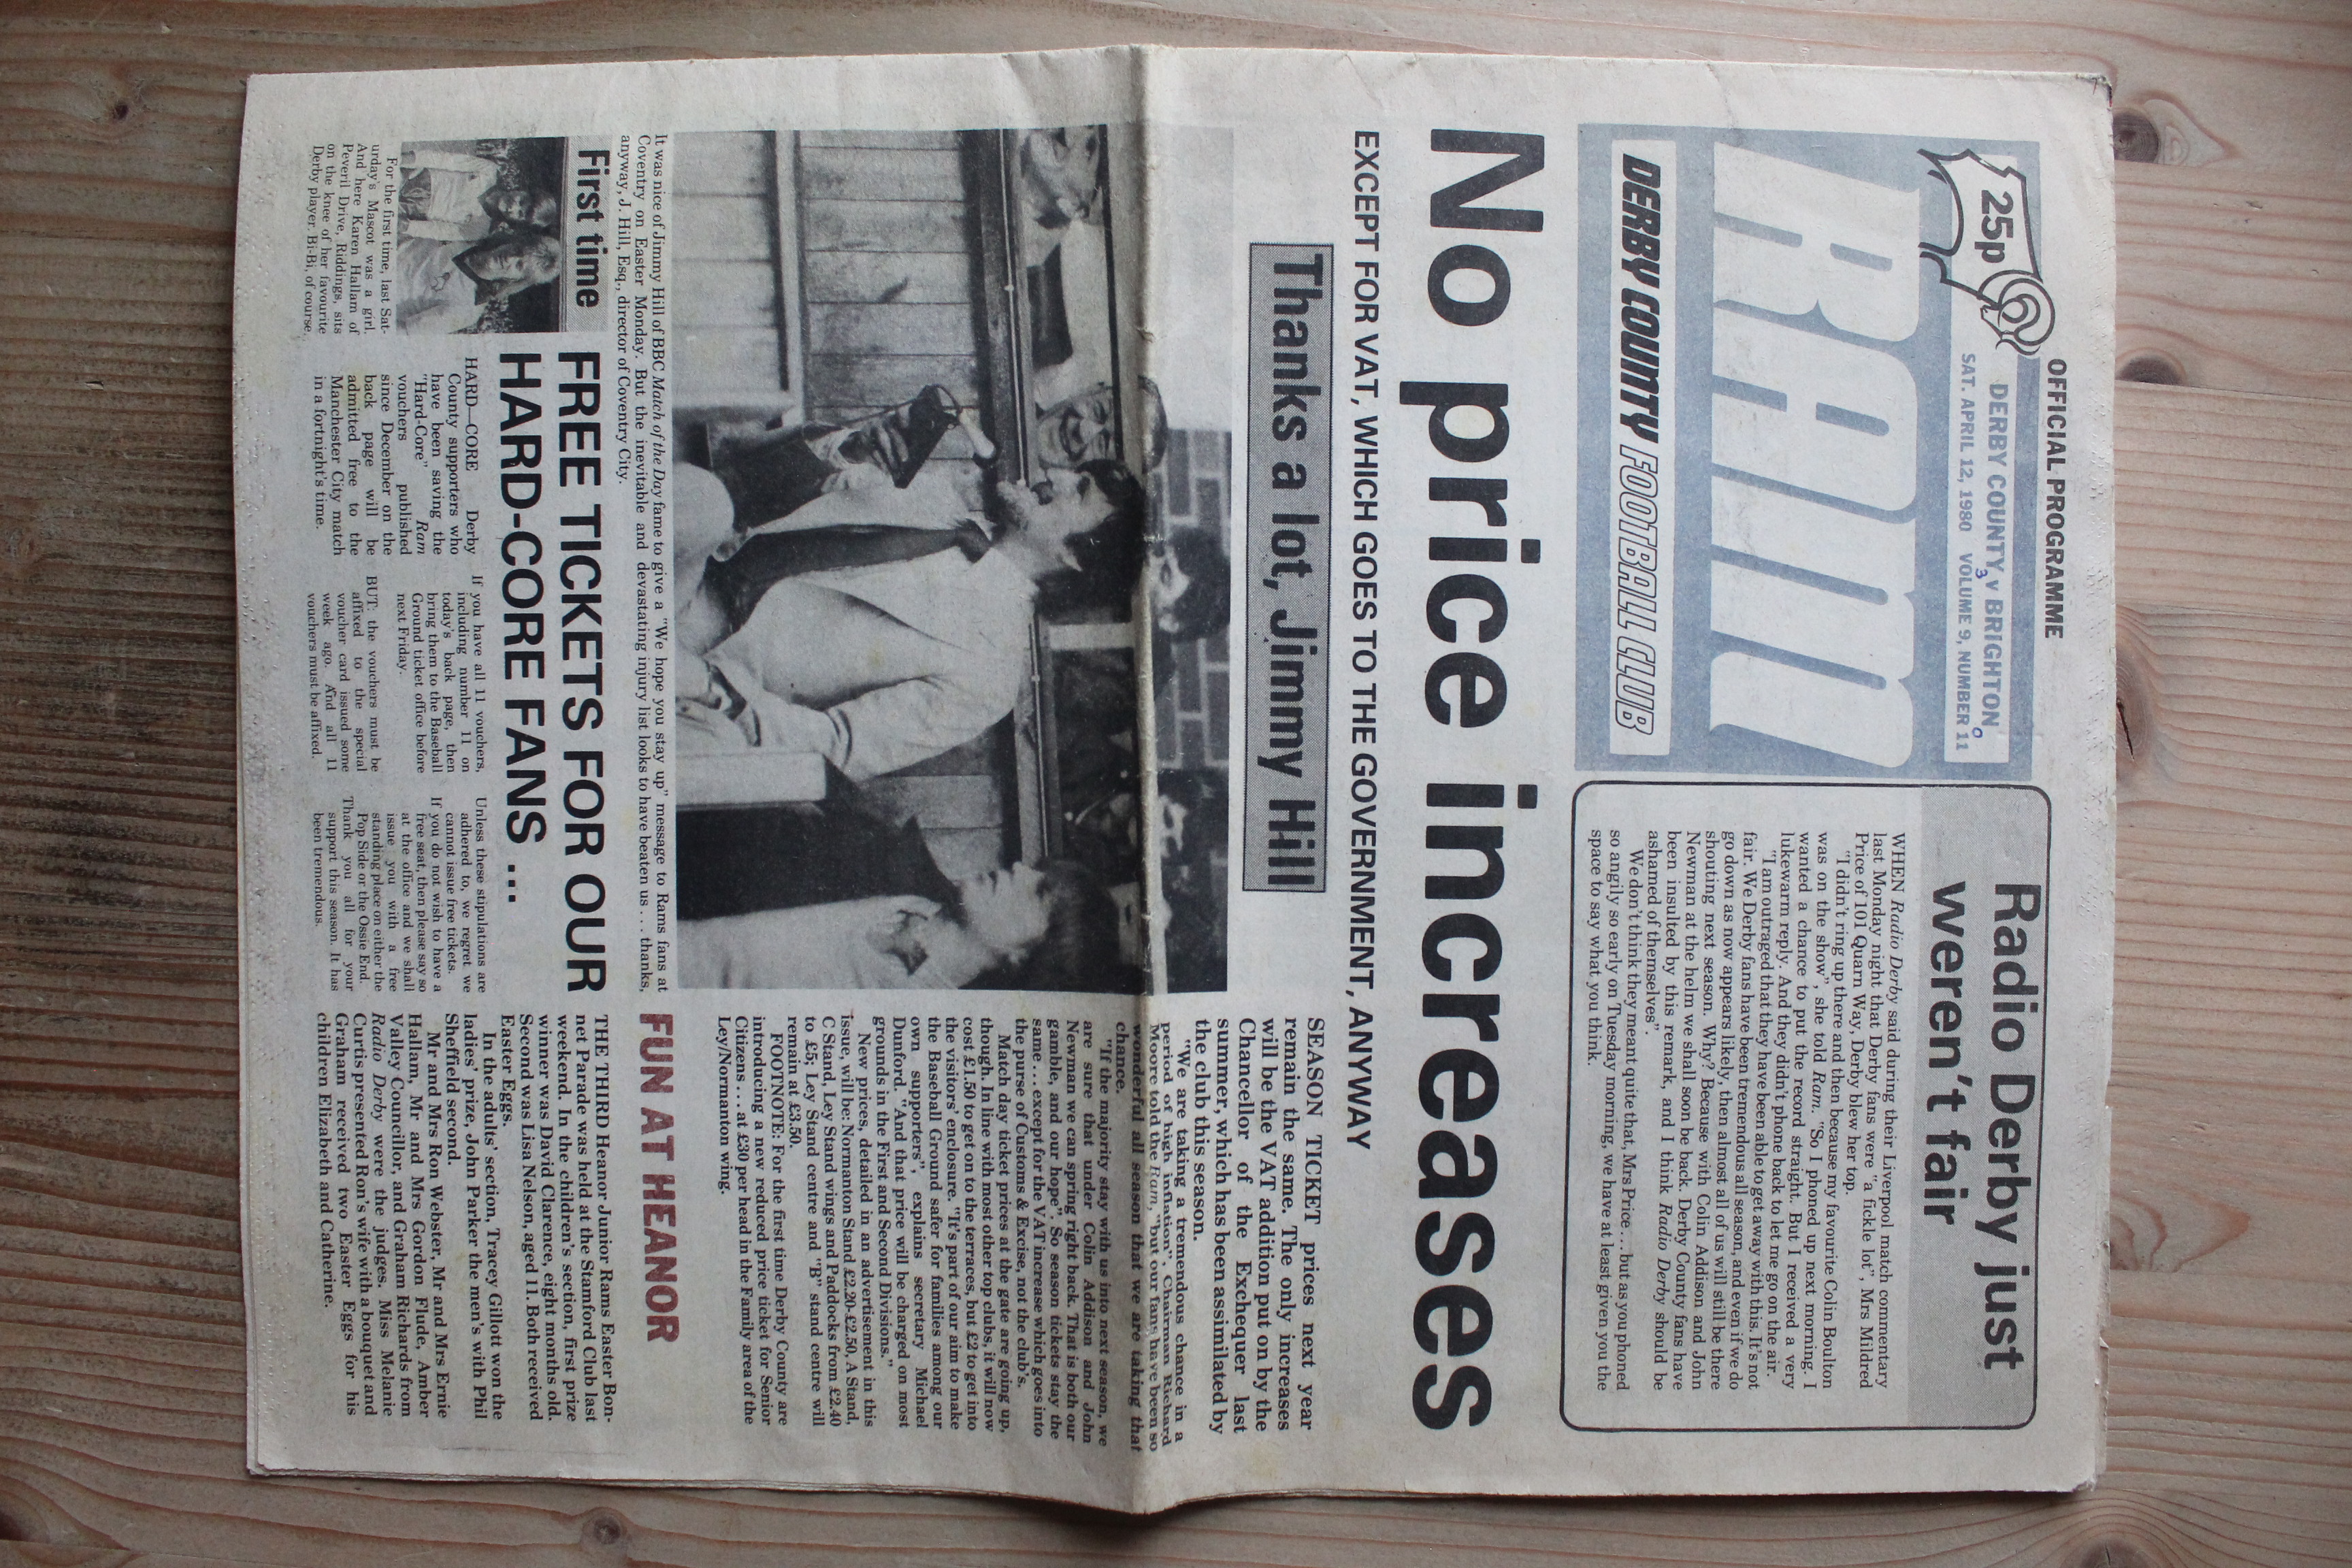 OFFICIAL PROGRAMME
25p
DERBY COUNTY v BRIGHTON
3 0
SAT. APRIL 12, 1980 VOLUME 9, NUMBER 11
RAM
DERBY COUNTY FOOTBALL CLUB
Radio Derby just
weren't fair
WHEN Radio Derby said during their Liverpool match commentary
last Monday night that Derby fans were "a fickle lot", Mrs Mildred
Price of 101 Quarn Way, Derby blew her top.
"I didn't ring up there and then because my favourite Colin Boulton
was on the show", she told Ram. "So I phoned up next morning. I
wanted a chance to put the record straight. But I received a very
lukewarm reply. And they didn't phone back to let me go on the air.
"I am outraged that they have been able to get away with this. It's not
fair. We Derby fans have been tremendous all season, and even if we do
go down as now appears likely, then almost all of us will still be there
shouting next season. Why? Because with Colin Addison and John
Newman at the helm we shall soon be back. Derby County fans have
been insulted by this remark, and I think Radio Derby should be
ashamed of themselves".
We don't think they meant quite that, Mrs Price . . . but as you phoned
so angily so early on Tuesday morning, we have at least given you the
space to say what you think.
No price increases
EXCEPT FOR VAT, WHICH GOES TO THE GOVERNMENT, ANYWAY
Thanks a lot, Jimmy Hill
It was nice of Jimmy Hill of BBC Match of the Day fame to give a "We hope you stay up" message to Rams fans at
Coventry on Easter Monday. But the inevitable and devastating injury list looks to have beaten us . . . thanks,
anyway, J. Hill, Esq., director of Coventry City.
SEASON TICKET prices next year
remain the same. The only increases
will be the VAT addition put on by the
Chancellor of the Exchequer last
summer, which has been assimilated by
the club this season.
"We are taking a tremendous chance in a
period of high inflation", Chairman Richard
Moore told the Ram, "but our fans have been so
wonderful all season that we are taking that
chance.
"If the majority stay with us into next season, we
are sure that under Colin Addison and John
Newman we can spring right back. That is both our
gamble, and our hope". So season tickets stay the
same . . . except for the VAT increase which goes into
the purse of Customs & Excise, not the club's.
Match day ticket prices at the gate are going up,
though. In line with most other top clubs, it will now
cost £1.50 to get on to the terraces, but £2 to get into
the visitors' enclosure. "It's part of our aim to make
the Baseball Ground safer for families among our
own supporters", explains secretary Michael
Dunford. "And that price will be charged on most
grounds in the First and Second Divisions."
New prices, detailed in an advertisement in this
issue, will be: Normanton Stand £2.20-£2.50, A Stand,
C Stand, Ley Stand wings and Paddocks from £2.40
to £5; Ley Stand centre and "B" stand centre will
remain at £3.50.
FOOTNOTE: For the first time Derby County are
introducing a new reduced price ticket for Senior
Citizens . . . at £30 per head in the Family area of the
Ley/Normanton wing.
First time
For the first time, last Sat-
urday's Mascot was a girl.
And here Karen Hallam of
Peveril Drive, Riddings, sits
on the knee of her favourite
Derby player. Bi-Bi, of course.
FREE TICKETS FOR OUR
HARD-CORE FANS ...
HARD—CORE Derby
County supporters who
have been saving the
"Hard-Core" Ram
vouchers published
since December on the
back page will be
admitted free to the
Manchester City match
in a fortnight's time.
If you have all 11 vouchers,
including number 11 on
today's back page, then
bring them to the Baseball
Ground ticket office before
next Friday.
BUT: the vouchers must be
affixed to the special
voucher card issued some
week ago. And all 11
vouchers must be affixed.
Unless these stipulations are
adhered to, we regret we
cannot issue free tickets.
If you do not wish to have a
free seat, then please say so
at the office and we shall
issue you with a free
standing place on either the
Pop Side or the Ossie End.
Thank you all for your
support this season. It has
been tremendous.
FUN AT HEANOR
THE THIRD Heanor Junior Rams Easter Bon-
net Parade was held at the Stamford Club last
weekend. In the children's section, first prize
winner was David Clarence, eight months old.
Second was Lisa Nelson, aged 11. Both received
Easter Eggs.
In the adults' section, Tracey Gillott won the
ladies' prize, John Parker the men's with Phil
Sheffield second.
Mr and Mrs Ron Webster, Mr and Mrs Ernie
Hallam, Mr and Mrs Gordon Flude, Amber
Valley Councillor, and Graham Richards from
Radio Derby were the judges. Miss Melanie
Curtis presented Ron's wife with a bouquet and
Graham received two Easter Eggs for his
children Elizabeth and Catherine.